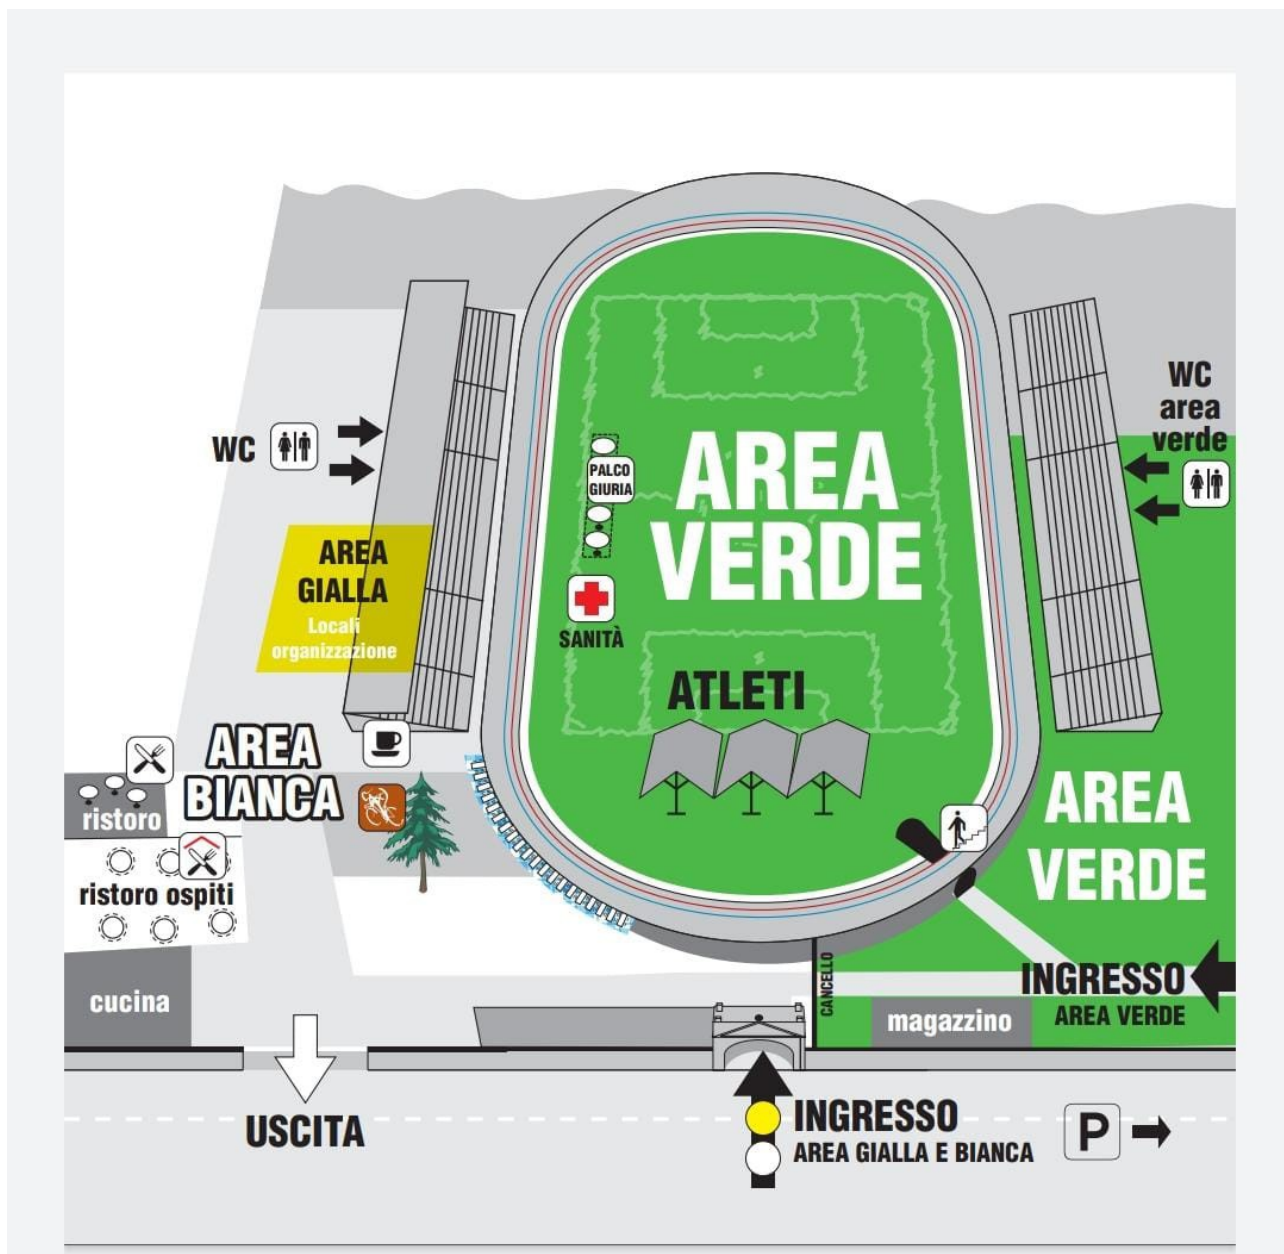 WC
area
verde
WC
PALCO
GIURIA
AREA
VERDE
AREA
GIALLA
Locali
organizzazione
SANITÀ
ATLETI
AREA
BIANCA
ristoro
AREA
VERDE
ristoro ospiti
CANCELLO
INGRESSO
AREA VERDE
cucina
magazzino
USCITA
INGRESSO
AREA GIALLA E BIANCA
P